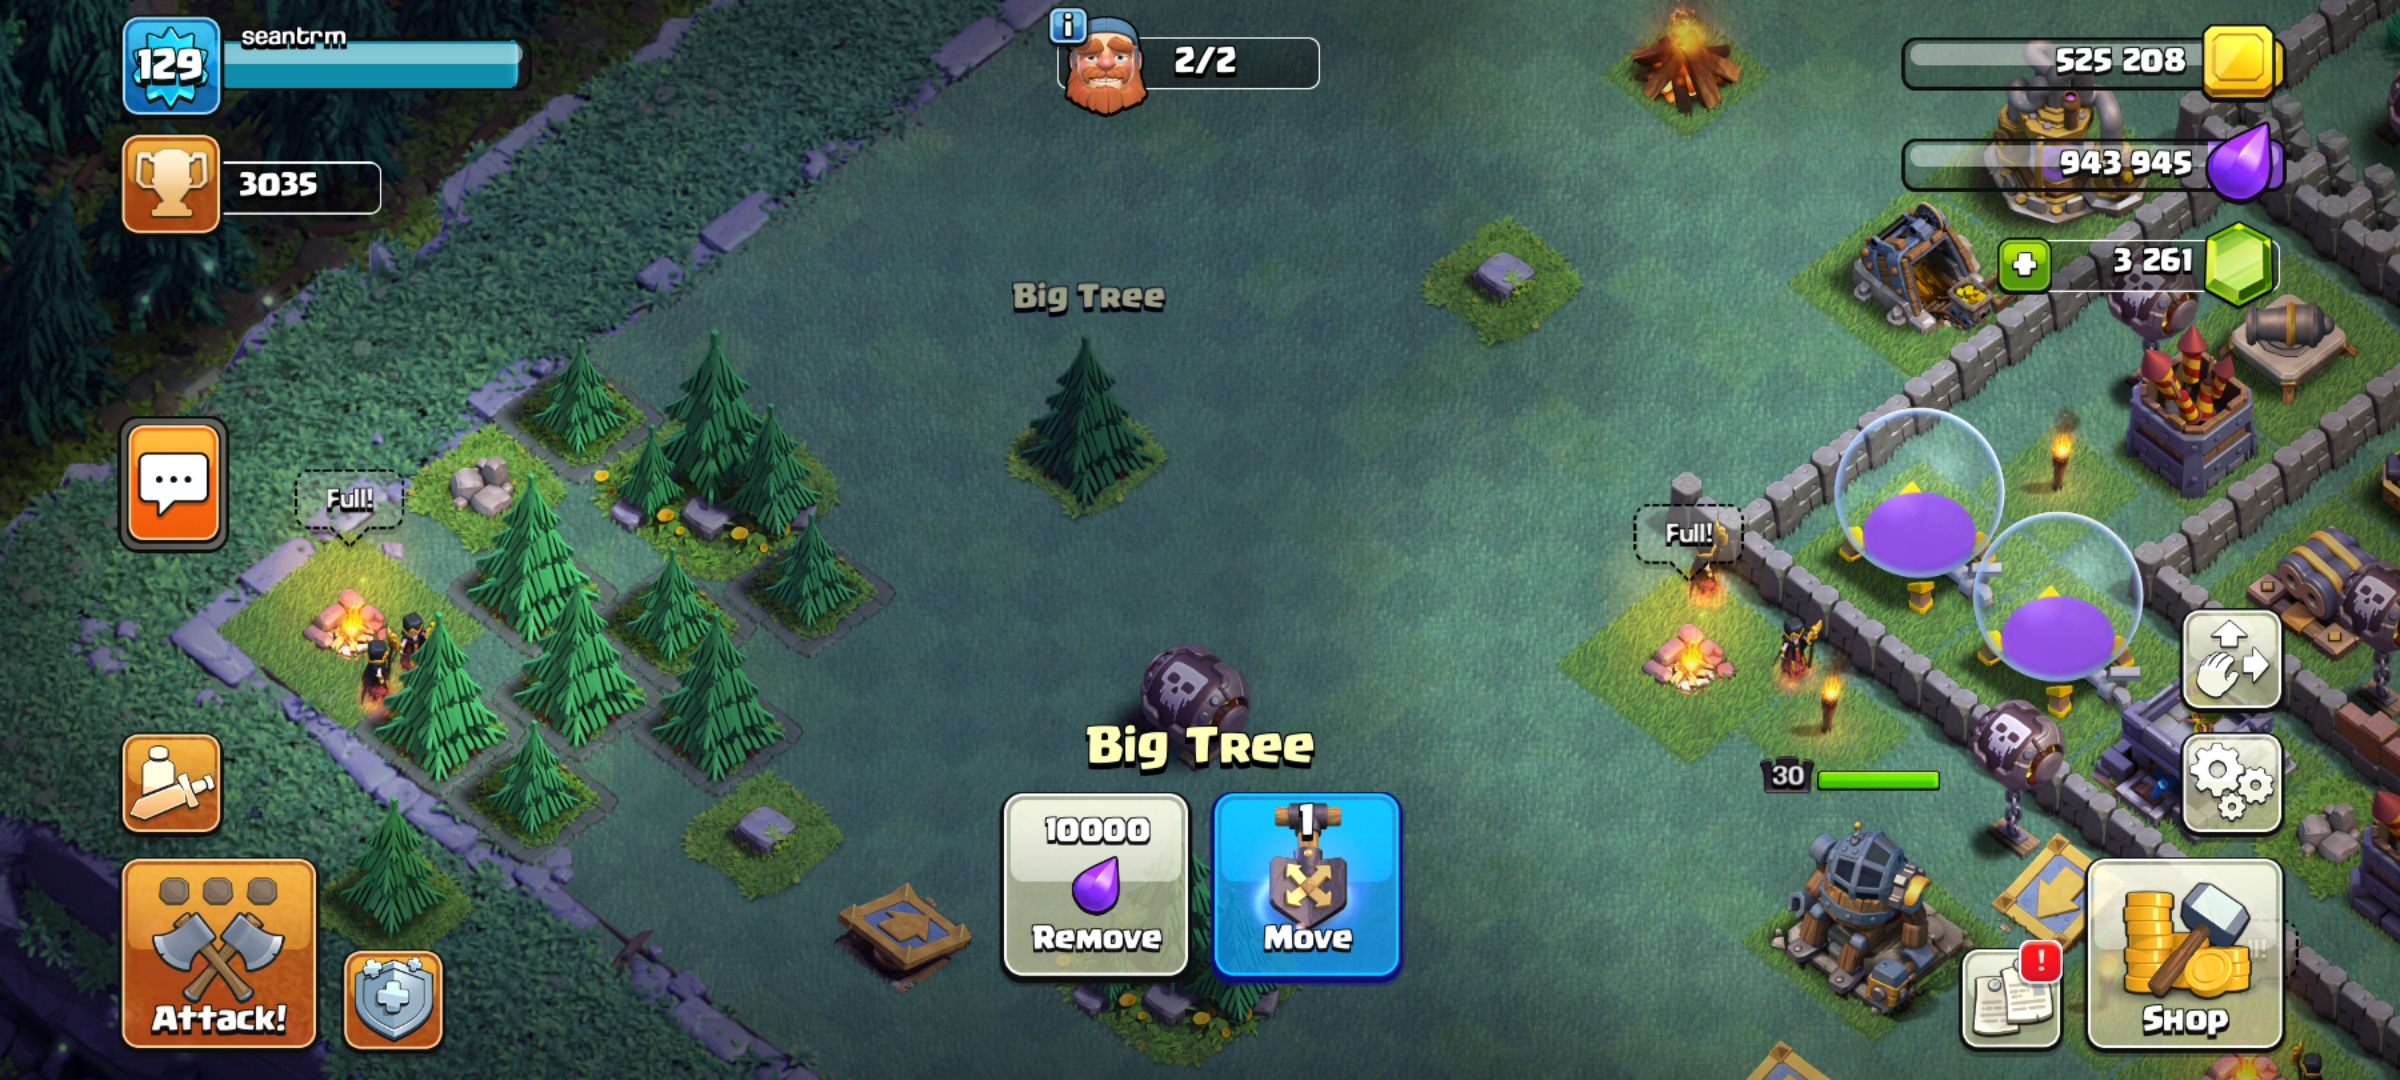 129
seantrm
i
2/2
525 208
3035
943 945
3 261
Big Tree
Full!
Full!
Big Tree
30
10000
Remove
1
Move
!
Attack!
Shop